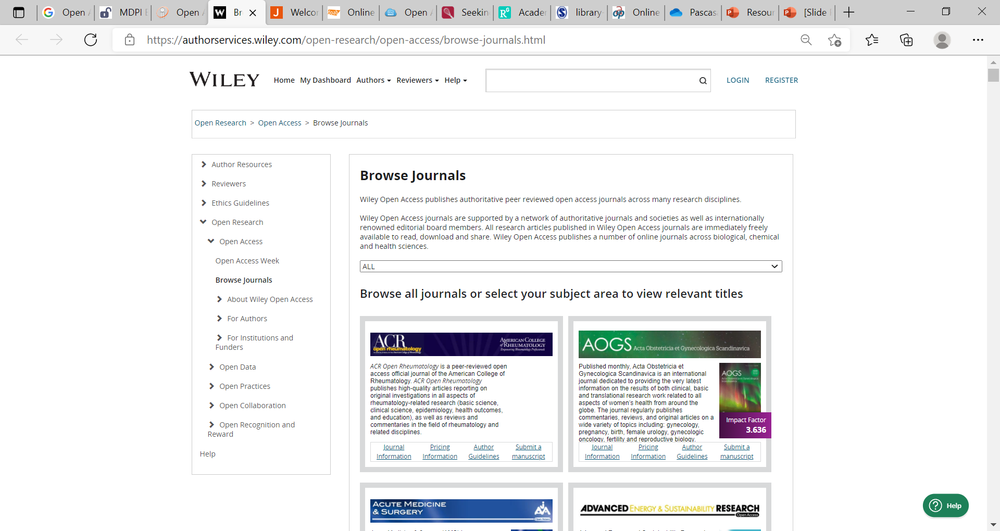 Open
MDPI
Open
Br
Welco
Online
Open
Seekin
Acader
library
Online
Pascas
Resour
[Slide
https://authorservices.wiley.com/open-research/open-access/browse-journals.html
WILEY
Home My Dashboard Authors Reviewers Help
LOGIN REGISTER
Open Research > Open Access > Browse Journals
Author Resources
Reviewers
Ethics Guidelines
Open Research
Open Access
Open Access Week
Browse Journals
About Wiley Open Access
For Authors
For Institutions and
Funders
Open Data
Open Practices
Open Collaboration
Open Recognition and
Reward
Help
Browse Journals
Wiley Open Access publishes authoritative peer reviewed open access journals across many research disciplines.
Wiley Open Access journals are supported by a network of authoritative journals and societies as well as internationally
renowned editorial board members. All research articles published in Wiley Open Access journals are immediately freely
available to read, download and share. Wiley Open Access publishes a number of online journals across biological, chemical
and health sciences.
ALL
Browse all journals or select your subject area to view relevant titles
ACR
open rheumatology
AMERICAN COLLEGE
of RHEUMATOLOGY
Empowering Rheumatology Professionals
ACR Open Rheumatology is a peer-reviewed open
access official journal of the American College of
Rheumatology. ACR Open Rheumatology
publishes high-quality articles reporting on
original investigations in all aspects of
rheumatology-related research (basic science,
clinical science, epidemiology, health outcomes,
and education), as well as reviews and
commentaries in the field of rheumatology and
related disciplines.
Journal Information
Pricing Information
Author Guidelines
Submit a manuscript
AOGS Acta Obstetricia et Gynecologica Scandinavica
Published monthly, Acta Obstetricia et
Gynecologica Scandinavica is an international
journal dedicated to providing the very latest
information on the results of both clinical, basic
and translational research work related to all
aspects of women's health from around the
globe. The journal regularly publishes
commentaries, reviews, and original articles on a
wide variety of topics including: gynecology,
pregnancy, birth, female urology, gynecologic
oncology, fertility and reproductive biology.
AOGS
Impact Factor
3.636
Journal Information
Pricing Information
Author Guidelines
Submit a manuscript
ACUTE MEDICINE
& SURGERY
Open Access
ADVANCED ENERGY & SUSTAINABILITY RESEARCH
Open Access
Help